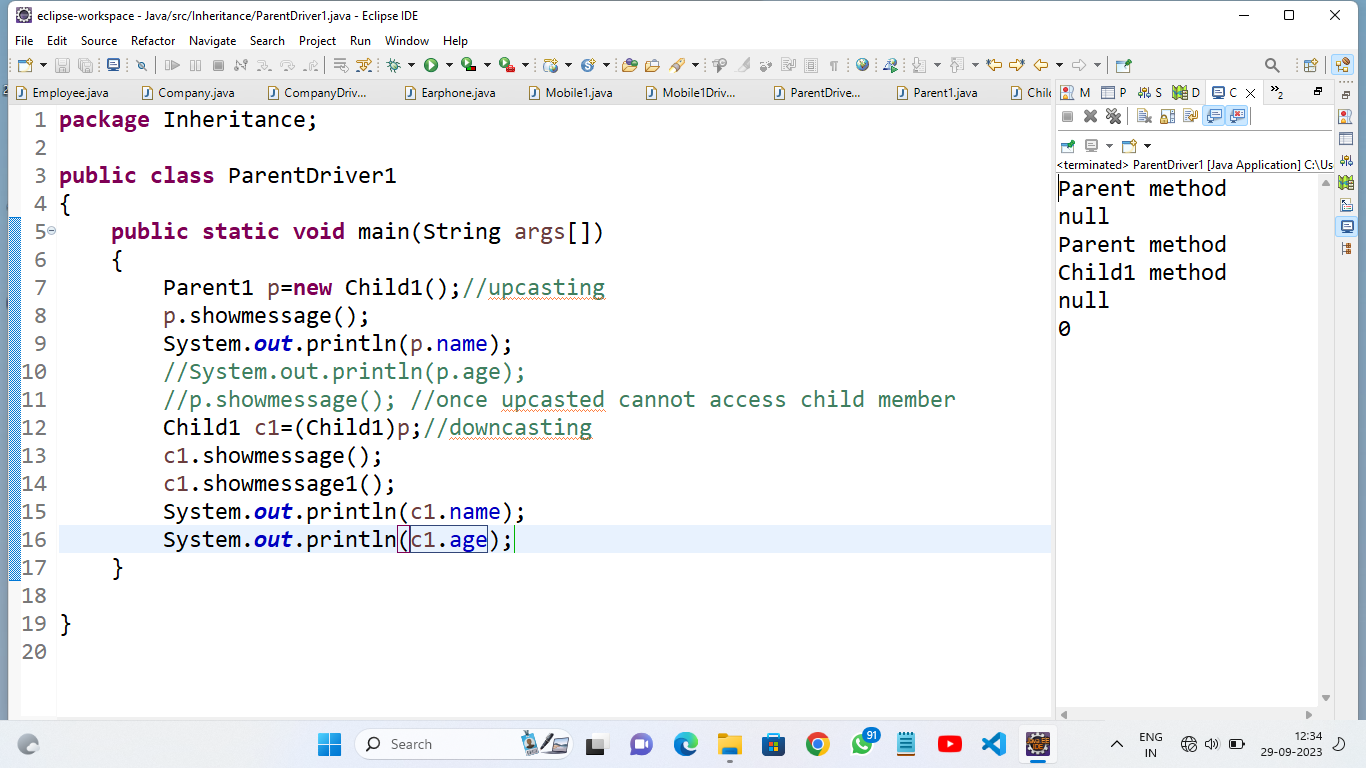 eclipse-workspace - Java/src/Inheritance/ParentDriver1.java - Eclipse IDE
File Edit Source Refactor Navigate Search Project Run Window Help
Employee.java Company.java CompanyDriv... Earphone.java Mobile1.java Mobile1Driv... ParentDrive... Parent1.java Chil M P S D C »2
1 package Inheritance;
2
3 public class ParentDriver1
4 {
5 public static void main(String args[])
6 {
7 Parent1 p=new Child1();//upcasting
8 p.showmessage();
9 System.out.println(p.name);
10 //System.out.println(p.age);
11 //p.showmessage(); //once upcasted cannot access child member
12 Child1 c1=(Child1)p;//downcasting
13 c1.showmessage();
14 c1.showmessage1();
15 System.out.println(c1.name);
16 System.out.println(c1.age);
17 }
18
19 }
20
<terminated> ParentDriver1 [Java Application] C:\Us
Parent method
null
Parent method
Child1 method
null
0
Search
91
ENG
IN
12:34
29-09-2023